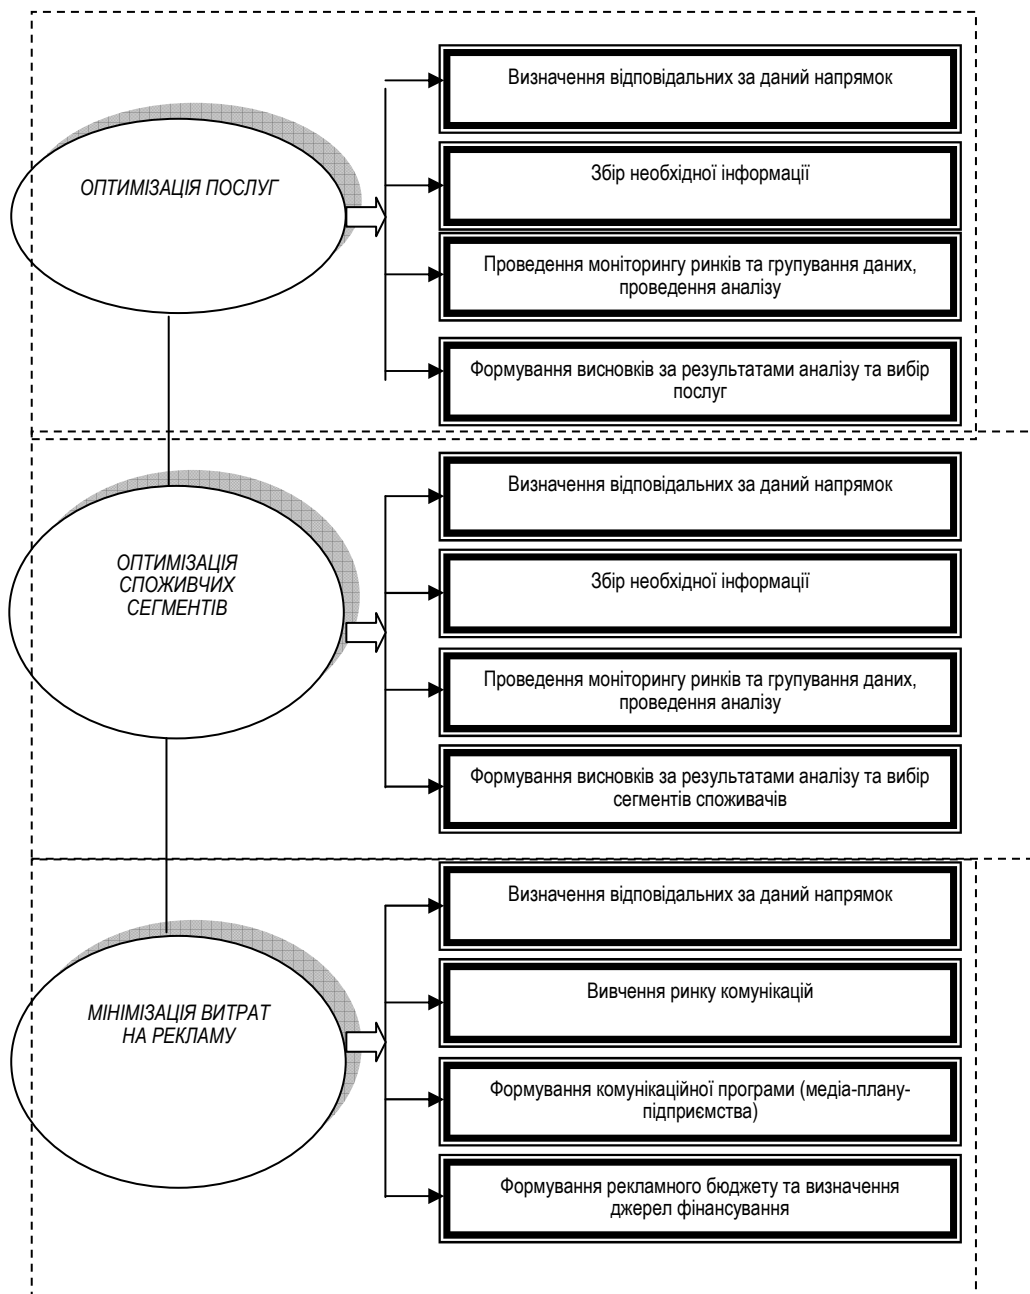 ОПТИМІЗАЦІЯ ПОСЛУГ
Визначення відповідальних за даний напрямок
Збір необхідної інформації
Проведення моніторингу ринків та групування даних,
проведення аналізу
Формування висновків за результатами аналізу та вибір
послуг
ОПТИМІЗАЦІЯ
СПОЖИВЧИХ
СЕГМЕНТІВ
Визначення відповідальних за даний напрямок
Збір необхідної інформації
Проведення моніторингу ринків та групування даних,
проведення аналізу
Формування висновків за результатами аналізу та вибір
сегментів споживачів
МІНІМІЗАЦІЯ ВИТРАТ
НА РЕКЛАМУ
Визначення відповідальних за даний напрямок
Вивчення ринку комунікацій
Формування комунікаційної програми (медіа-плану-
підприємства)
Формування рекламного бюджету та визначення
джерел фінансування